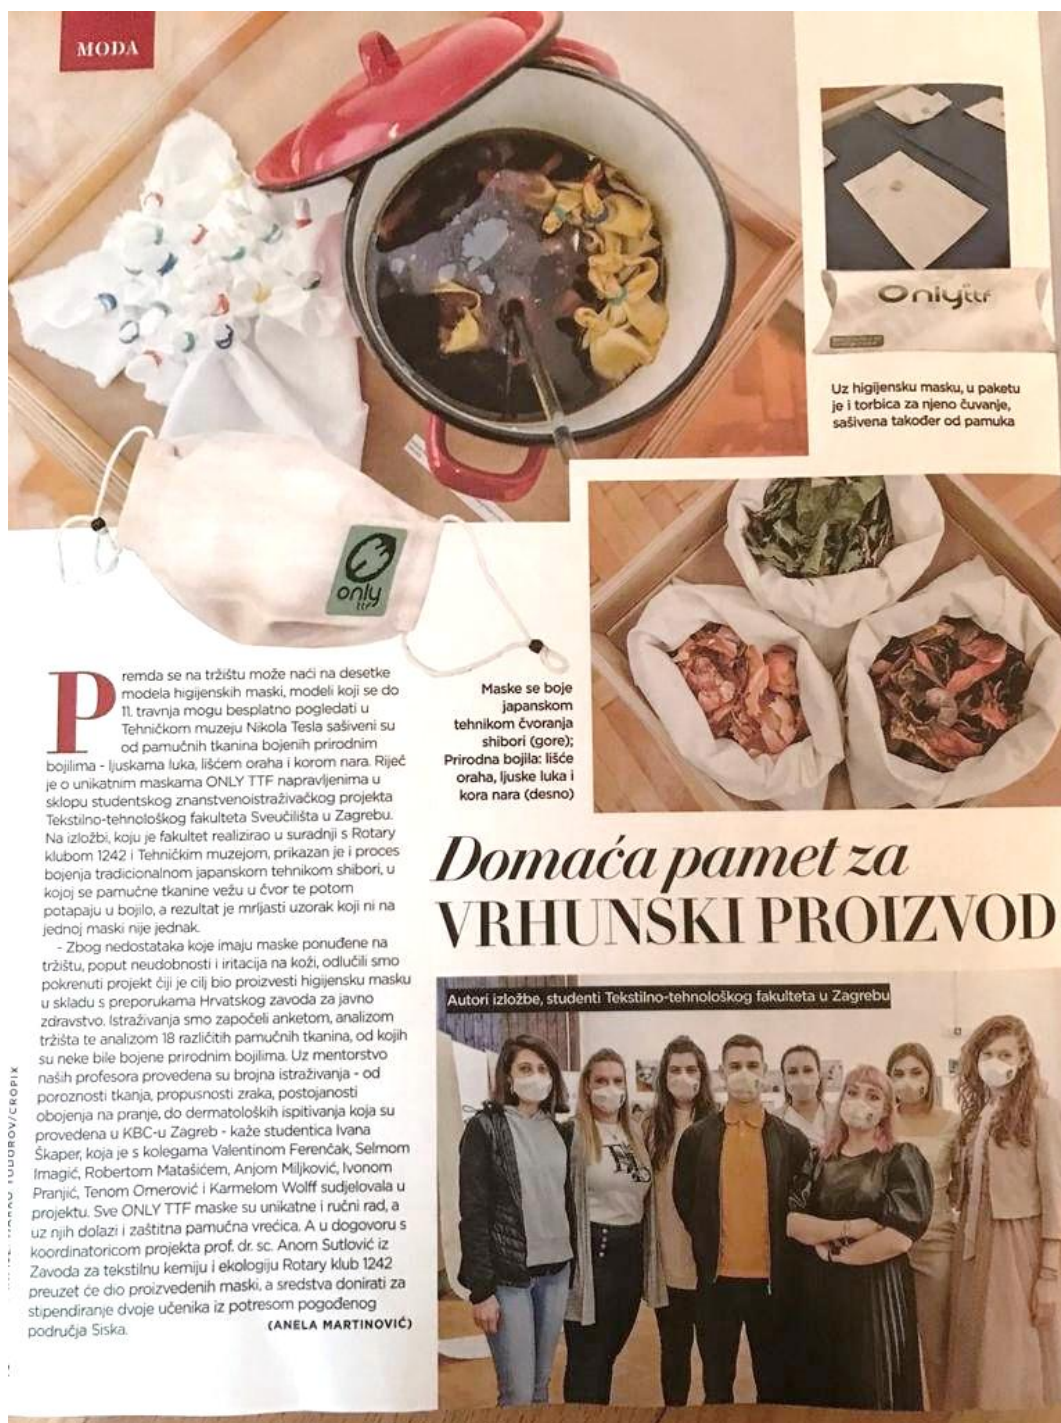 MODA
Only ttf
Uz higijensku masku, u paketu
je i torbica za njeno čuvanje,
sašivena također od pamuka
only
ttf
Premda se na tržištu može naći na desetke
modela higijenskih maski, modeli koji se do
11. travnja mogu besplatno pogledati u
Tehničkom muzeju Nikola Tesla sašiveni su
od pamučnih tkanina bojenih prirodnim
bojilima - ljuskama luka, lišćem oraha i korom nara. Riječ
je o unikatnim maskama ONLY TTF napravljenima u
sklopu studentskog znanstvenoistraživačkog projekta
Tekstilno-tehnološkog fakulteta Sveučilišta u Zagrebu.
Na izložbi, koju je fakultet realizirao u suradnji s Rotary
klubom 1242 i Tehničkim muzejom, prikazan je i proces
bojenja tradicionalnom japanskom tehnikom shibori, u
kojoj se pamučne tkanine vežu u čvor te potom
potapaju u bojilo, a rezultat je mrljasti uzorak koji ni na
jednoj maski nije jednak.
- Zbog nedostataka koje imaju maske ponuđene na
tržištu, poput neudobnosti i iritacija na koži, odlučili smo
pokrenuti projekt čiji je cilj bio proizvesti higijensku masku
u skladu s preporukama Hrvatskog zavoda za javno
zdravstvo. Istraživanja smo započeli anketom, analizom
tržišta te analizom 18 različitih pamučnih tkanina, od kojih
su neke bile bojene prirodnim bojilima. Uz mentorstvo
naših profesora provedena su brojna istraživanja - od
poroznosti tkanja, propusnosti zraka, postojanosti
obojenja na pranje, do dermatoloških ispitivanja koja su
provedena u KBC-u Zagreb - kaže studentica Ivana
Škaper, koja je s kolegama Valentinom Ferenčak, Selmom
Imagić, Robertom Matašićem, Anjom Miljković, Ivonom
Pranjić, Tenom Omerović i Karmelom Wolff sudjelovala u
projektu. Sve ONLY TTF maske su unikatne i ručni rad, a
uz njih dolazi i zaštitna pamučna vrećica. A u dogovoru s
koordinatoricom projekta prof. dr. sc. Anom Sutlović iz
Zavoda za tekstilnu kemiju i ekologiju Rotary klub 1242
preuzet će dio proizvedenih maski, a sredstva donirati za
stipendiranje dvoje učenika iz potresom pogođenog
područja Siska.
(ANELA MARTINOVIĆ)
Maske se boje
japanskom
tehnikom čvoranja
shibori (gore);
Prirodna bojila: lišće
oraha, ljuske luka i
kora nara (desno)
Domaća pamet za
VRHUNSKI PROIZVOD
Autori izložbe, studenti Tekstilno-tehnološkog fakulteta u Zagrebu
TUDOROV/CROPIX